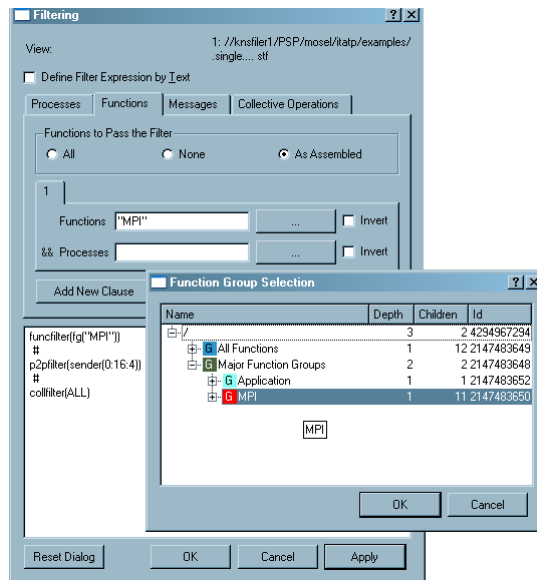 Filtering
View:
1: //knsfiler1/PSP/mosel/itatp/examples/
.single.... stf
Define Filter Expression by Text
Processes Functions Messages Collective Operations
Functions to Pass the Filter
All None As Assembled
1
Functions "MPI" ... Invert
&& Processes ... Invert
Add New Clause
Function Group Selection
Name Depth Children Id
/ 3 2 4294967294
G All Functions 1 12 2147483649
G Major Function Groups 2 2 2147483648
G Application 1 1 2147483652
G MPI 1 11 2147483650
MPI
OK Cancel
funcfilter(fg("MPI"))
#
p2pfilter(sender(0:16:4))
#
collfilter(ALL)
Reset Dialog OK Cancel Apply